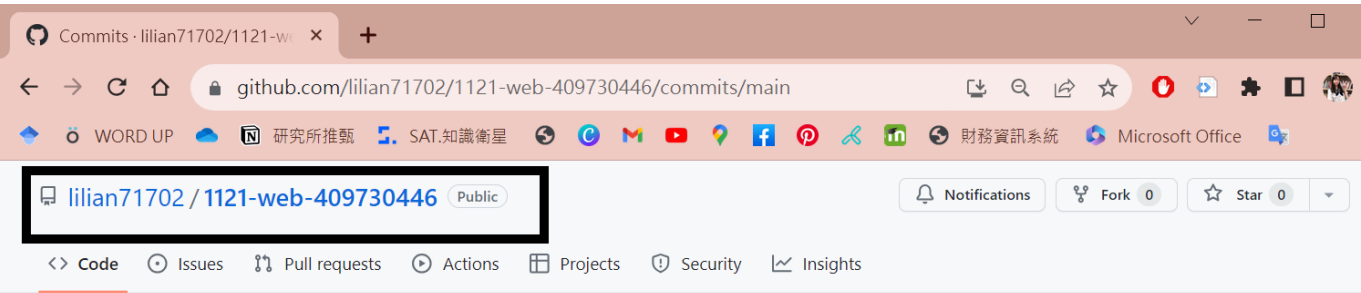 Commits · lilian71702/1121-we
github.com/lilian71702/1121-web-409730446/commits/main
ö WORD UP 研究所推甄 SAT.知識衛星 財務資訊系統 Microsoft Office
lilian71702 / 1121-web-409730446 Public Notifications Fork 0 Star 0
Code Issues Pull requests Actions Projects Security Insights